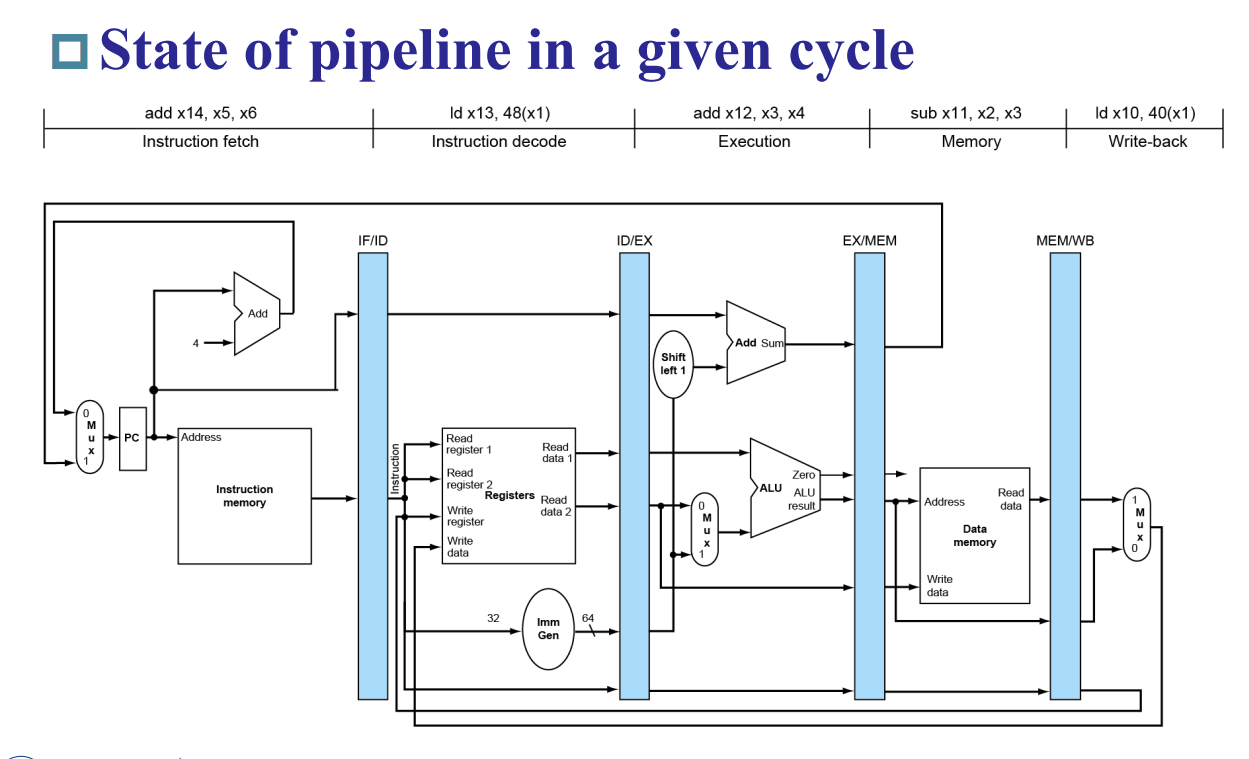 State of pipeline in a given cycle
add x14, x5, x6
ld x13, 48(x1)
add x12, x3, x4
sub x11, x2, x3
ld x10, 40(x1)
Instruction fetch
Instruction decode
Execution
Memory
Write-back
IF/ID
ID/EX
EX/MEM
MEM/WB
Add
4
0
M
u
x
1
PC
Address
Instruction
memory
Instruction
Read
register 1
Read
register 2
Registers
Write
register
Write
data
Read
data 1
Read
data 2
32
Imm
Gen
64
Shift
left 1
Add Sum
0
M
u
x
1
ALU
Zero
ALU
result
Address
Read
data
Data
memory
Write
data
1
M
u
x
0